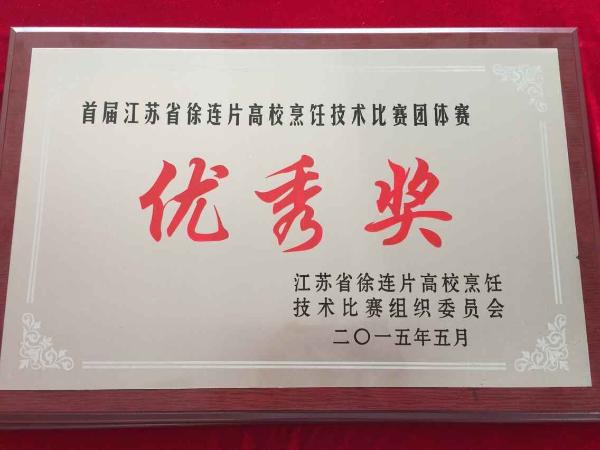 首届江苏省徐连片高校烹饪技术比赛团体赛
优秀奖
江苏省徐连片高校烹饪
技术比赛组织委员会
二〇一五年五月